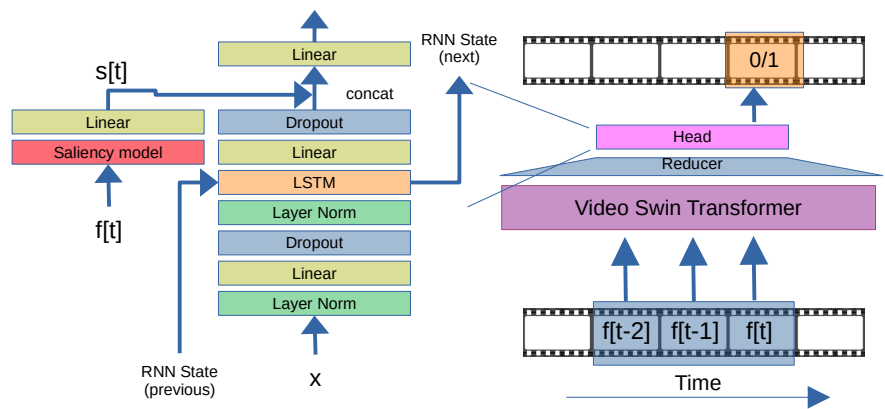 s[t]
Linear
Saliency model
f[t]
RNN State
(previous)
Linear
concat
Dropout
Linear
LSTM
Layer Norm
Dropout
Linear
Layer Norm
x
RNN State
(next)
0/1
Head
Reducer
Video Swin Transformer
f[t-2] f[t-1] f[t]
Time